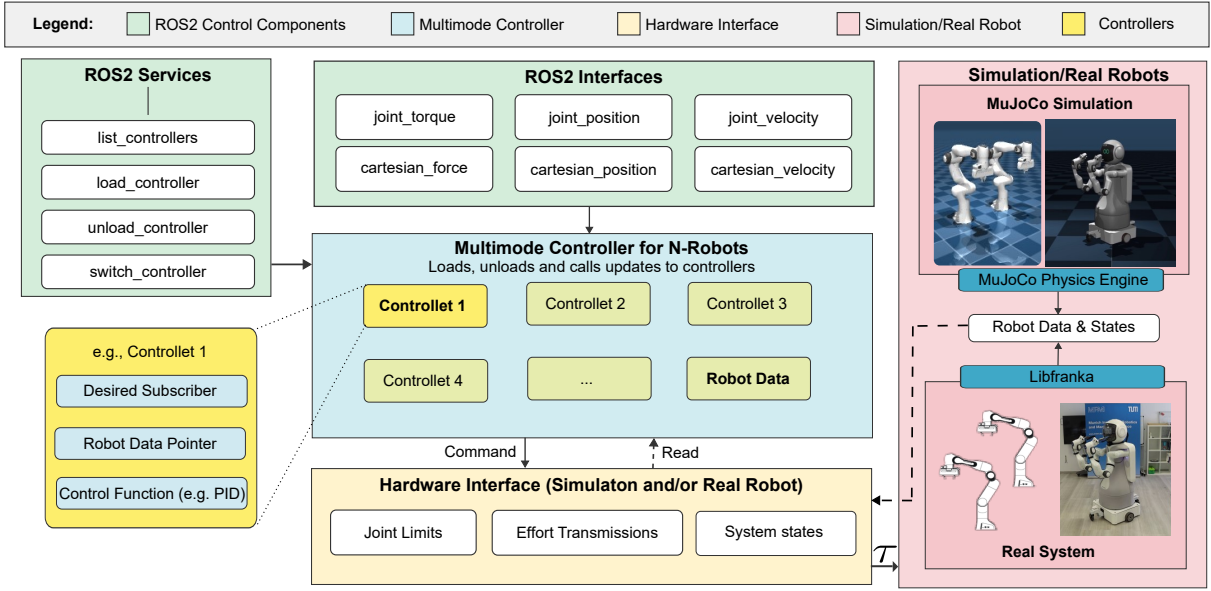 Legend:
ROS2 Control Components
Multimode Controller
Hardware Interface
Simulation/Real Robot
Controllers
ROS2 Services
list_controllers
load_controller
unload_controller
switch_controller
ROS2 Interfaces
joint_torque
joint_position
joint_velocity
cartesian_force
cartesian_position
cartesian_velocity
Multimode Controller for N-Robots
Loads, unloads and calls updates to controllers
Controllet 1
Controllet 2
Controllet 3
Controllet 4
...
Robot Data
e.g., Controllet 1
Desired Subscriber
Robot Data Pointer
Control Function (e.g. PID)
Command
Read
Hardware Interface (Simulaton and/or Real Robot)
Joint Limits
Effort Transmissions
System states
τ
Simulation/Real Robots
MuJoCo Simulation
MuJoCo Physics Engine
Robot Data & States
Libfranka
TUM
Real System